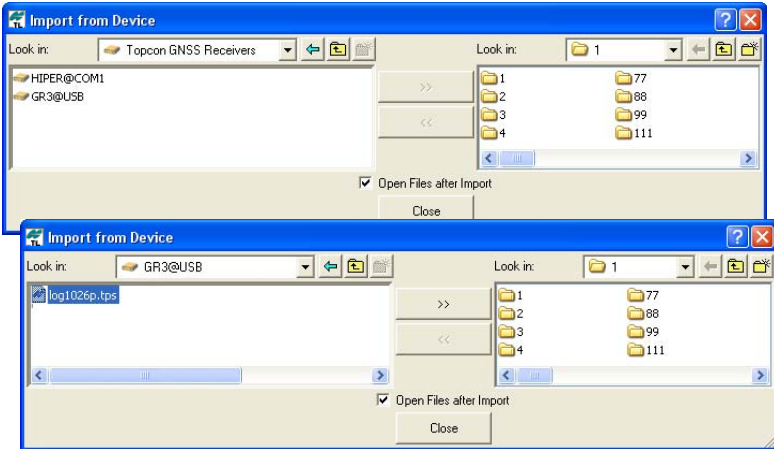 TL Import from Device
Look in: Topcon GNSS Receivers Look in: 1
HIPER@COM1
GR3@USB
>>
<<
1 77
2 88
3 99
4 111
Open Files after Import
Close
TL Import from Device
Look in: GR3@USB Look in: 1
log1026p.tps
>>
<<
1 77
2 88
3 99
4 111
Open Files after Import
Close